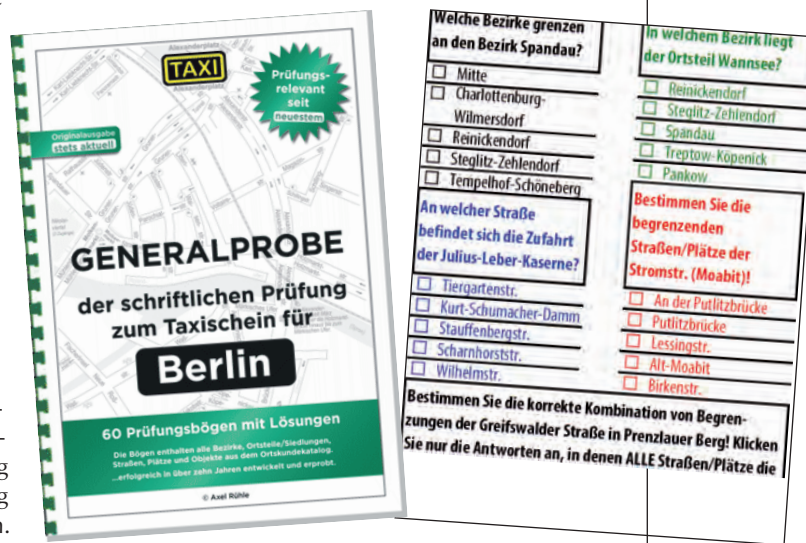 TAXI
Prüfungs-
relevant
seit
neuestem
Originalausgabe
stets aktuell
GENERALPROBE
der schriftlichen Prüfung
zum Taxischein für
Berlin
60 Prüfungsbögen mit Lösungen
Die Bögen enthalten alle Bezirke, Ortsteile/Siedlungen,
Straßen, Plätze und Objekte aus dem Ortskundekatalog.
...erfolgreich in über zehn Jahren entwickelt und erprobt.
© Axel Rühle
Welche Bezirke grenzen
an den Bezirk Spandau?
Mitte
Charlottenburg-
Wilmersdorf
Reinickendorf
Steglitz-Zehlendorf
Tempelhof-Schöneberg
An welcher Straße
befindet sich die Zufahrt
der Julius-Leber-Kaserne?
Tiergartenstr.
Kurt-Schumacher-Damm
Stauffenbergstr.
Scharnhorststr.
Wilhelmstr.
In welchem Bezirk liegt
der Ortsteil Wannsee?
Reinickendorf
Steglitz-Zehlendorf
Spandau
Treptow-Köpenick
Pankow
Bestimmen Sie die
begrenzenden
Straßen/Plätze der
Stromstr. (Moabit)!
An der Putlitzbrücke
Putlitzbrücke
Lessingstr.
Alt-Moabit
Birkenstr.
Bestimmen Sie die korrekte Kombination von Begren-
zungen der Greifswalder Straße in Prenzlauer Berg! Klicken
Sie nur die Antworten an, in denen ALLE Straßen/Plätze die